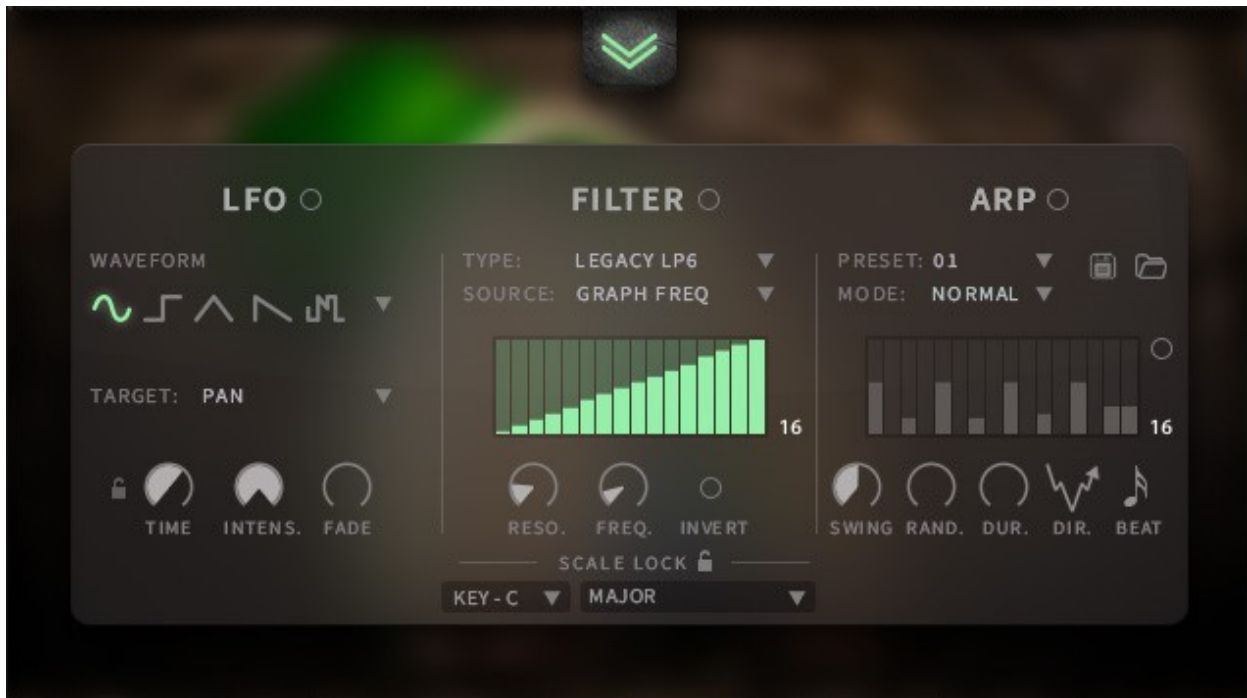 LFO
FILTER
ARP
WAVEFORM
TARGET: PAN
TIME
INTENS.
FADE
TYPE: LEGACY LP6
SOURCE: GRAPH FREQ
16
RESO.
FREQ.
INVERT
PRESET: 01
MODE: NORMAL
16
SWING
RAND.
DUR.
DIR.
BEAT
SCALE LOCK
KEY - C
MAJOR